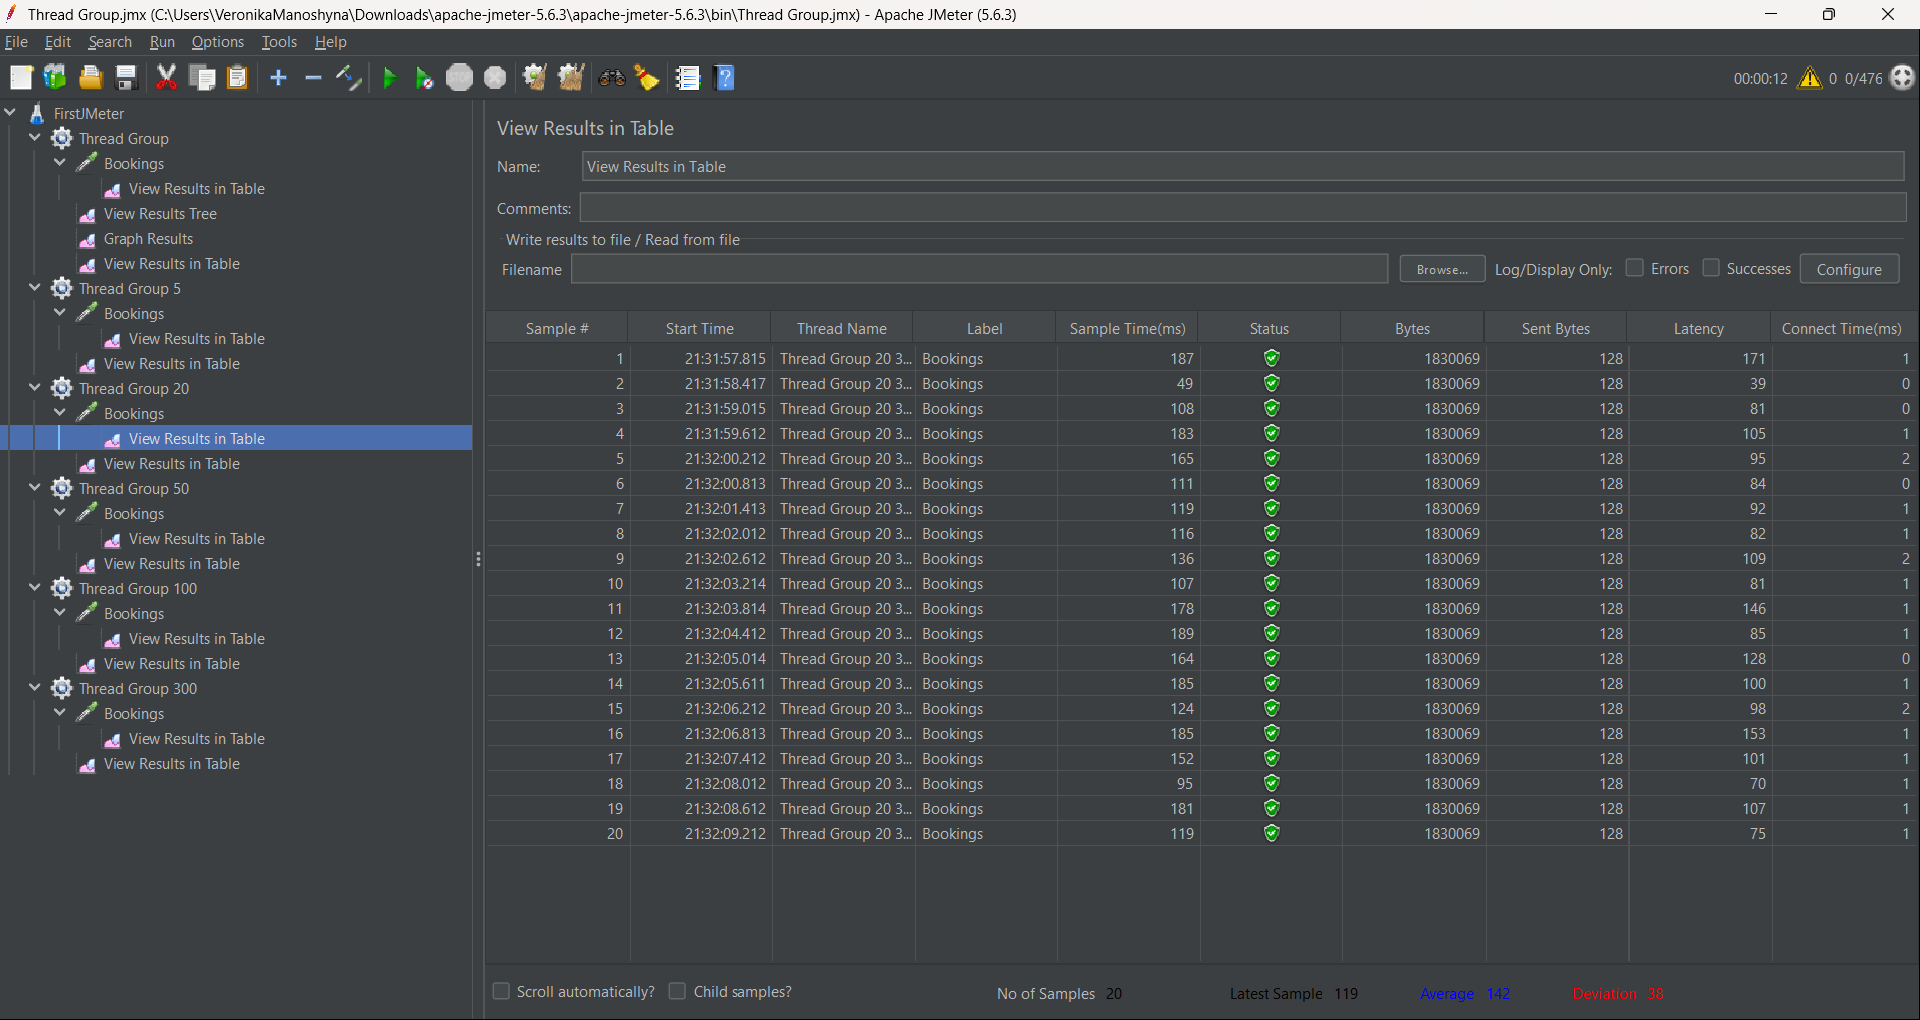 Thread Group.jmx (C:\Users\VeronikaManoshyna\Downloads\apache-jmeter-5.6.3\apache-jmeter-5.6.3\bin\Thread Group.jmx) - Apache JMeter (5.6.3)
File Edit Search Run Options Tools Help
STOP 00:00:12 0 0/476
FirstJMeter
Thread Group
Bookings
View Results in Table
View Results Tree
Graph Results
View Results in Table
Thread Group 5
Bookings
View Results in Table
View Results in Table
Thread Group 20
Bookings
View Results in Table
View Results in Table
Thread Group 50
Bookings
View Results in Table
View Results in Table
Thread Group 100
Bookings
View Results in Table
View Results in Table
Thread Group 300
Bookings
View Results in Table
View Results in Table
View Results in Table
Name: View Results in Table
Comments:
Write results to file / Read from file
Filename Browse... Log/Display Only: Errors Successes Configure
Sample # Start Time Thread Name Label Sample Time(ms) Status Bytes Sent Bytes Latency Connect Time(ms)
1 21:31:57.815 Thread Group 20 3... Bookings 187 1830069 128 171 1
2 21:31:58.417 Thread Group 20 3... Bookings 49 1830069 128 39 0
3 21:31:59.015 Thread Group 20 3... Bookings 108 1830069 128 81 0
4 21:31:59.612 Thread Group 20 3... Bookings 183 1830069 128 105 1
5 21:32:00.212 Thread Group 20 3... Bookings 165 1830069 128 95 2
6 21:32:00.813 Thread Group 20 3... Bookings 111 1830069 128 84 0
7 21:32:01.413 Thread Group 20 3... Bookings 119 1830069 128 92 1
8 21:32:02.012 Thread Group 20 3... Bookings 116 1830069 128 82 1
9 21:32:02.612 Thread Group 20 3... Bookings 136 1830069 128 109 2
10 21:32:03.214 Thread Group 20 3... Bookings 107 1830069 128 81 1
11 21:32:03.814 Thread Group 20 3... Bookings 178 1830069 128 146 1
12 21:32:04.412 Thread Group 20 3... Bookings 189 1830069 128 85 1
13 21:32:05.014 Thread Group 20 3... Bookings 164 1830069 128 128 0
14 21:32:05.611 Thread Group 20 3... Bookings 185 1830069 128 100 1
15 21:32:06.212 Thread Group 20 3... Bookings 124 1830069 128 98 2
16 21:32:06.813 Thread Group 20 3... Bookings 185 1830069 128 153 1
17 21:32:07.412 Thread Group 20 3... Bookings 152 1830069 128 101 1
18 21:32:08.012 Thread Group 20 3... Bookings 95 1830069 128 70 1
19 21:32:08.612 Thread Group 20 3... Bookings 181 1830069 128 107 1
20 21:32:09.212 Thread Group 20 3... Bookings 119 1830069 128 75 1
Scroll automatically? Child samples? No of Samples 20 Latest Sample 119 Average 142 Deviation 38